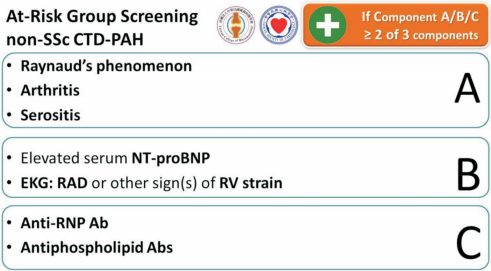 At-Risk Group Screening
non-SSc CTD-PAH
If Component A/B/C
≥ 2 of 3 components
• Raynaud's phenomenon
• Arthritis
• Serositis
A
• Elevated serum NT-proBNP
• EKG: RAD or other sign(s) of RV strain
B
• Anti-RNP Ab
• Antiphospholipid Abs
C